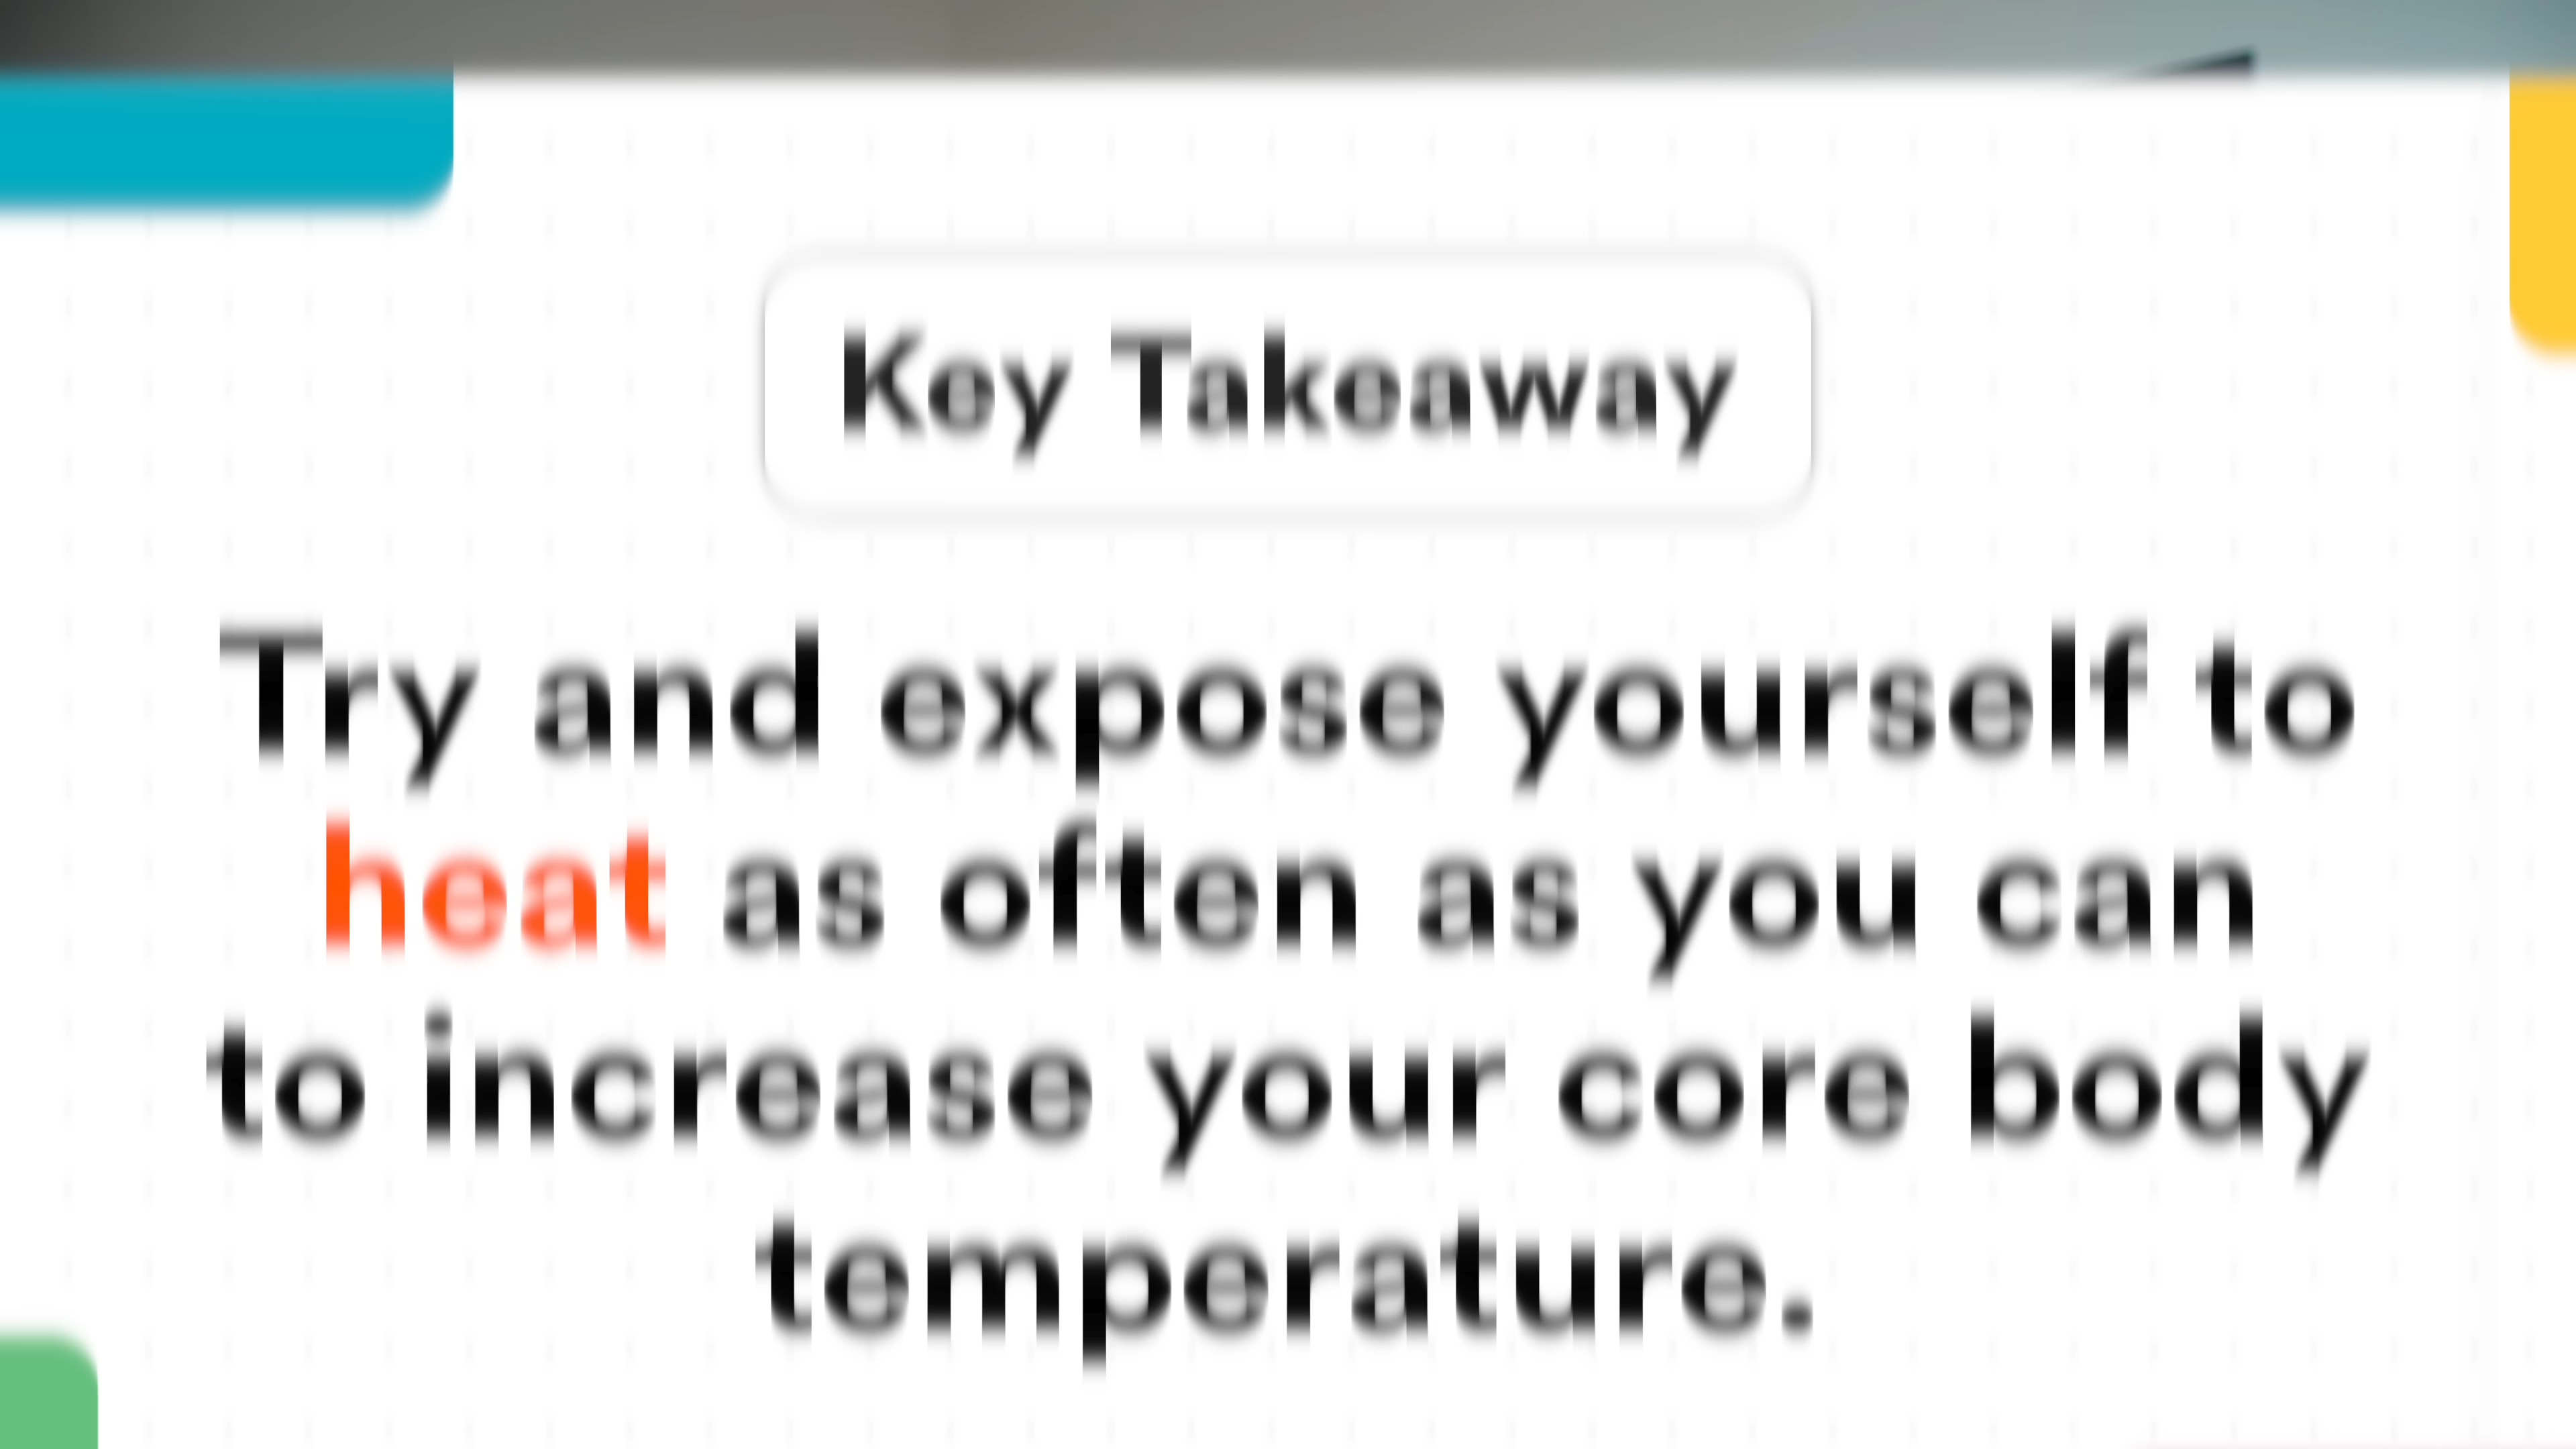 Key Takeaway
Try and expose yourself to
heat as often as you can
to increase your core body
temperature.